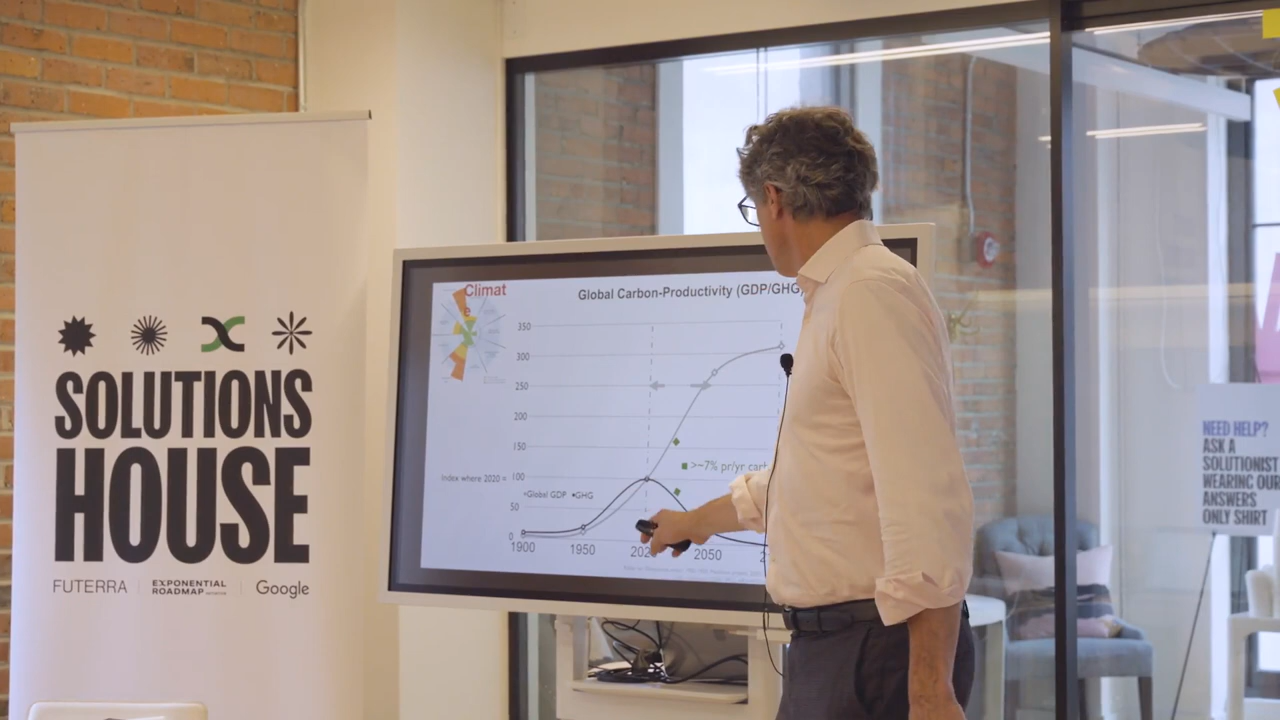 SOLUTIONS
HOUSE
FUTERRA
EXPONENTIAL
ROADMAP
Google
Climat
e
Global Carbon-Productivity (GDP/GHG)
350
300
250
200
150
Index where 2020 = 100
>~7% pr/yr
Global GDP GHG
50
0
1900 1950 202 2050
NEED HELP?
ASK A
SOLUTIONIST
WEARING OUR
ANSWERS
ONLY SHIRT